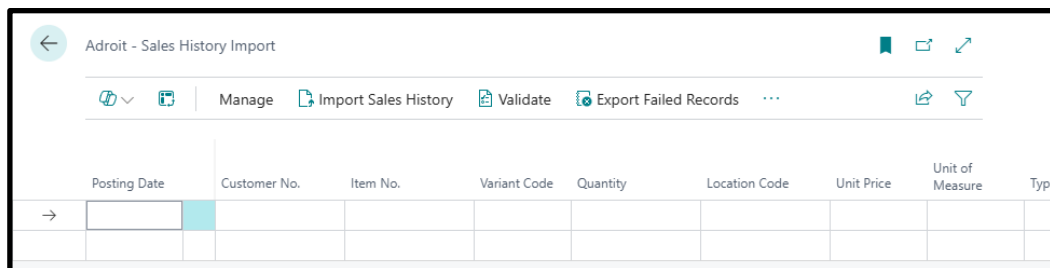 Adroit - Sales History Import
Manage Import Sales History Validate Export Failed Records ...
Posting Date Customer No. Item No. Variant Code Quantity Location Code Unit Price Unit of Measure Typ